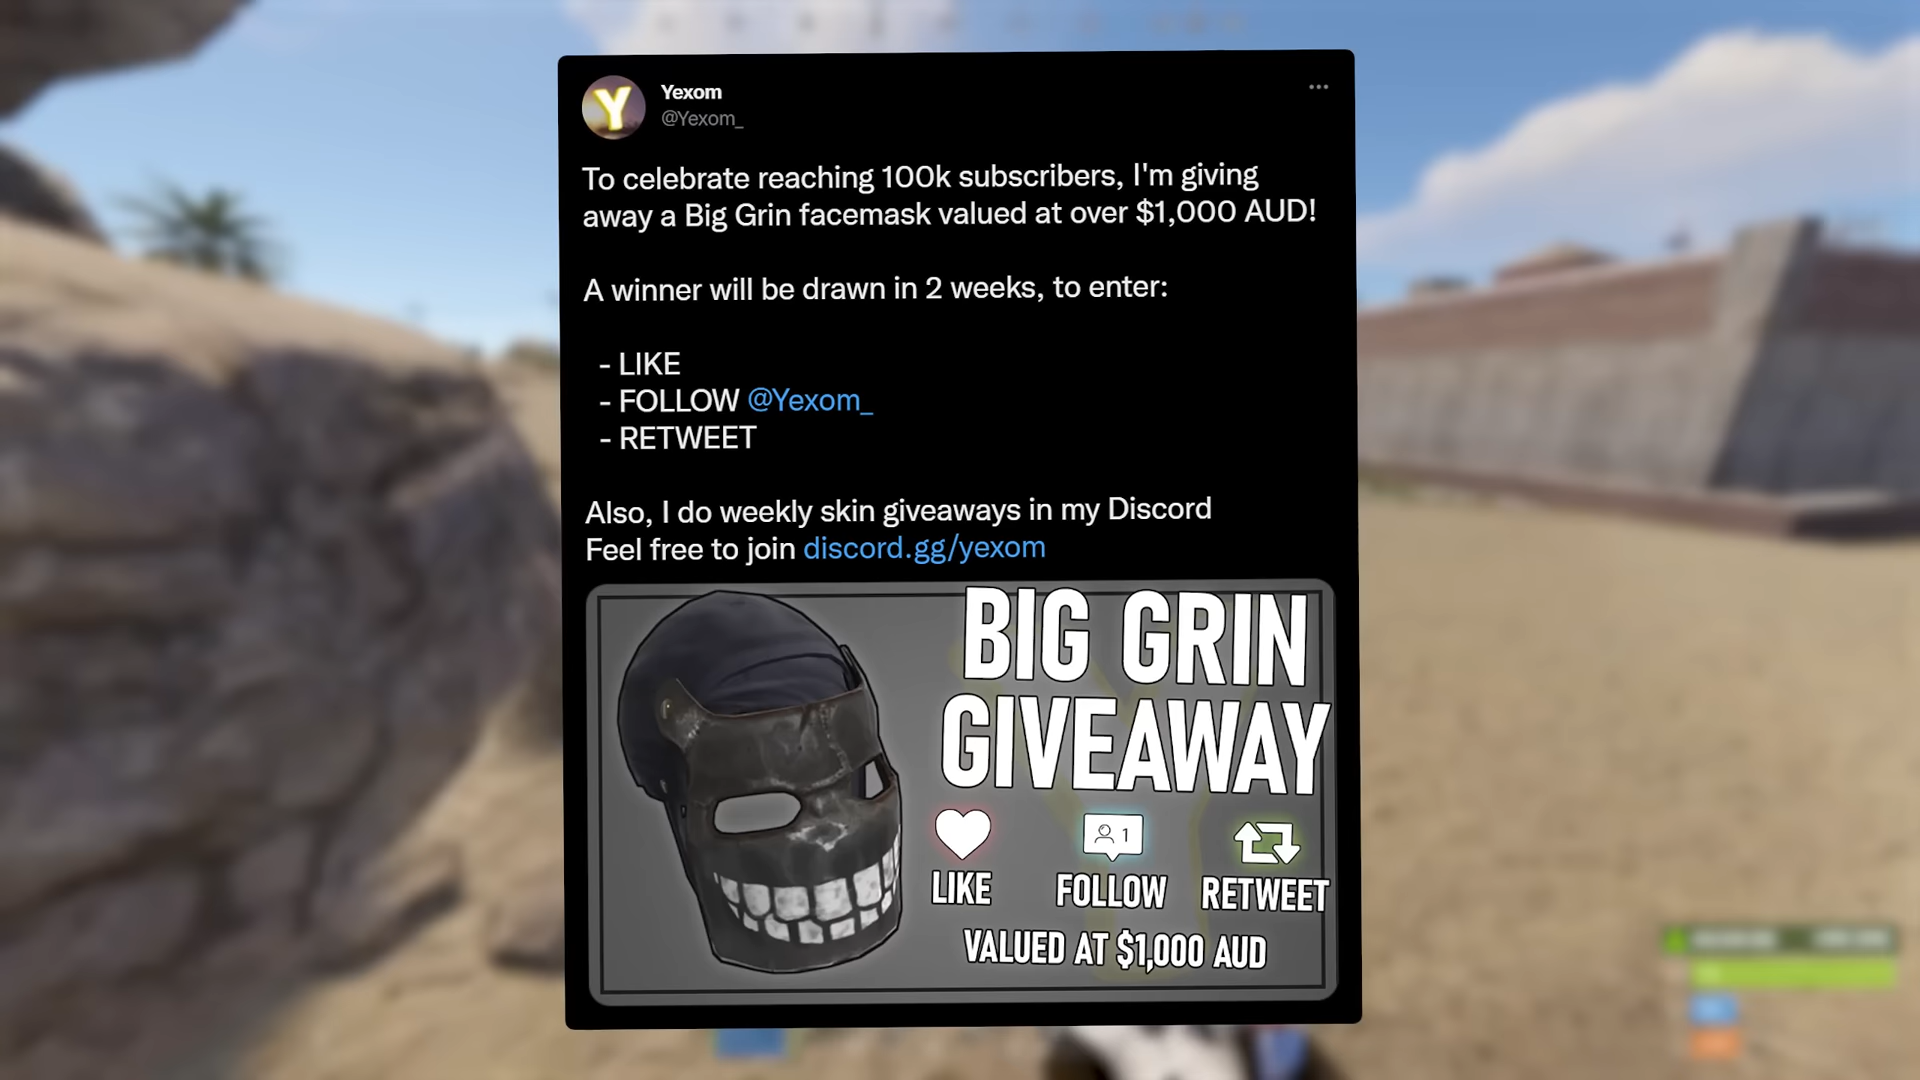 Yexom
@Yexom_
To celebrate reaching 100k subscribers, I'm giving
away a Big Grin facemask valued at over $1,000 AUD!
A winner will be drawn in 2 weeks, to enter:
- LIKE
- FOLLOW @Yexom_
- RETWEET
Also, I do weekly skin giveaways in my Discord
Feel free to join discord.gg/yexom
BIG GRIN
GIVEAWAY
1
LIKE FOLLOW RETWEET
VALUED AT $1,000 AUD